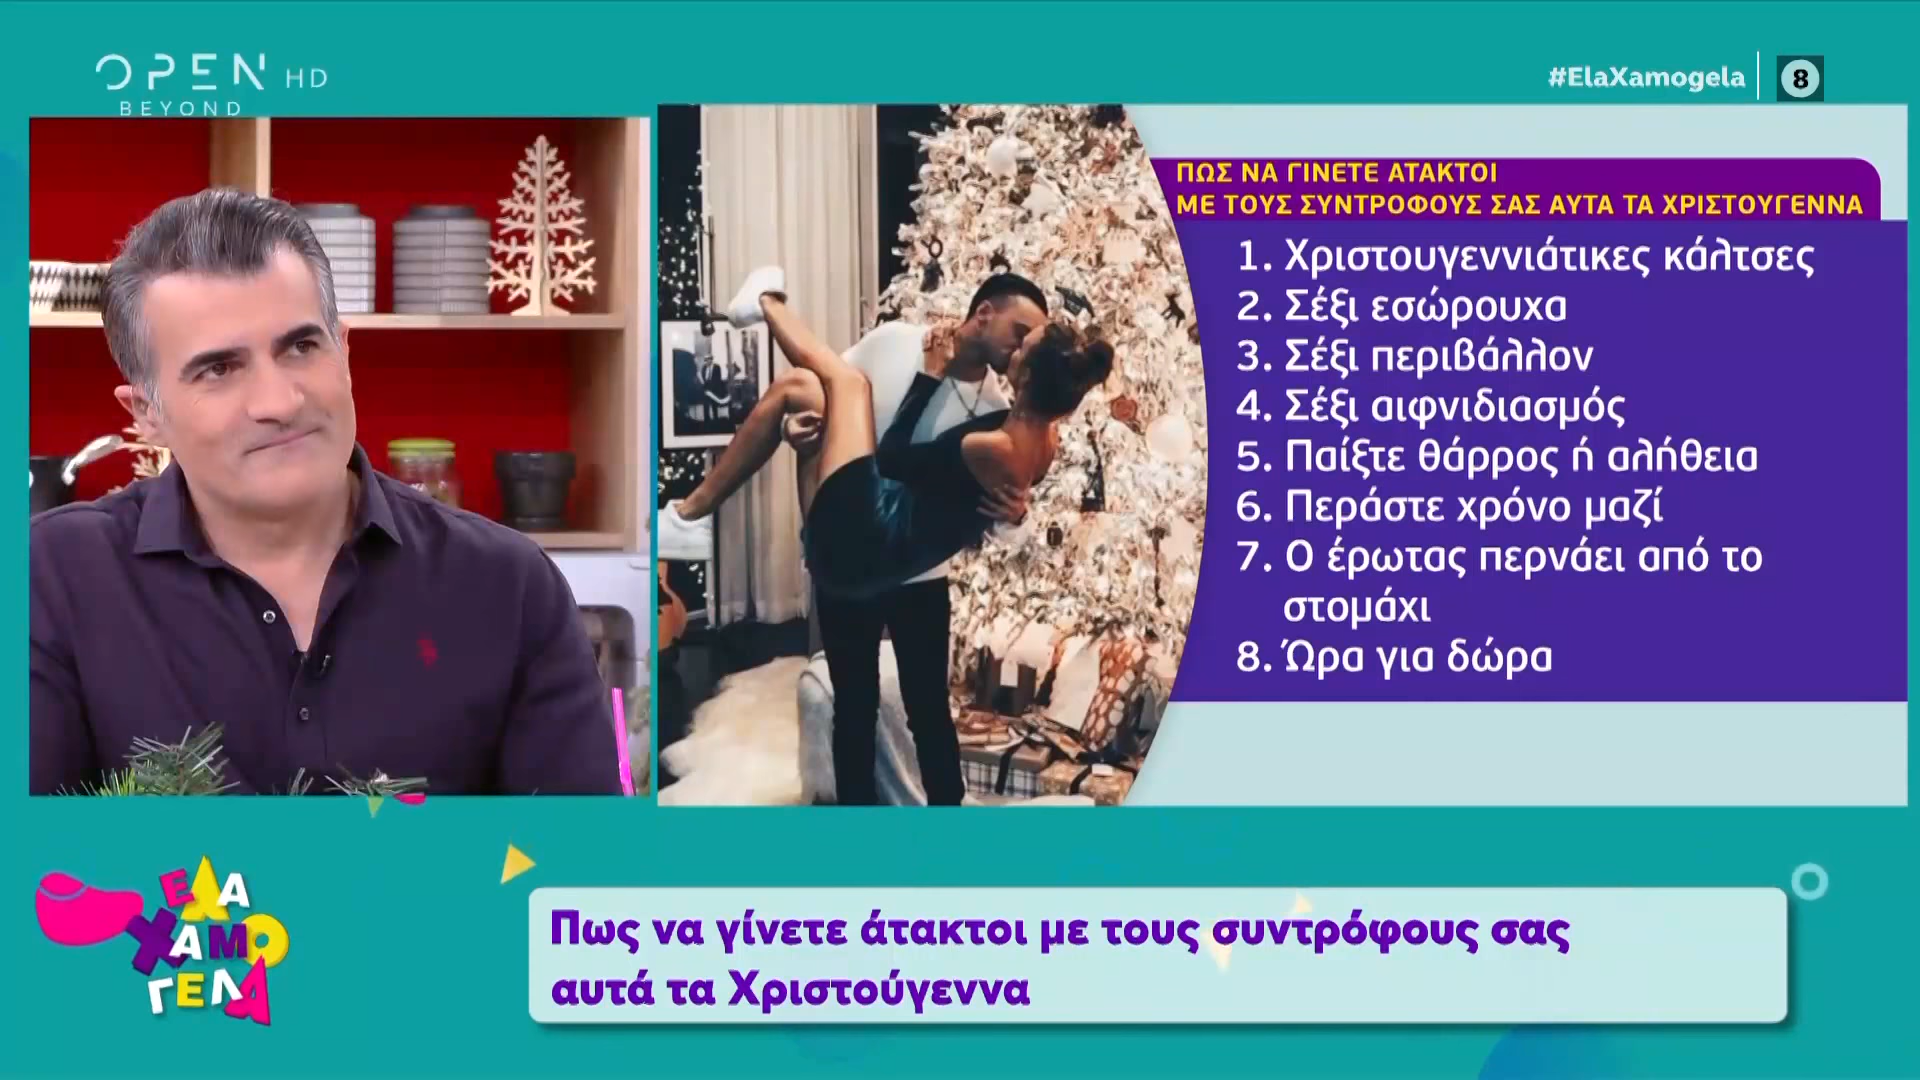 OPEN HD
BEYOND
#ElaXamogela
8
ΠΩΣ ΝΑ ΓΙΝΕΤΕ ΑΤΑΚΤΟΙ
ΜΕ ΤΟΥΣ ΣΥΝΤΡΟΦΟΥΣ ΣΑΣ ΑΥΤΑ ΤΑ ΧΡΙΣΤΟΥΓΕΝΝΑ
1. Χριστουγεννιάτικες κάλτσες
2. Σέξι εσώρουχα
3. Σέξι περιβάλλον
4. Σέξι αιφνιδιασμός
5. Παίξτε θάρρος ή αλήθεια
6. Περάστε χρόνο μαζί
7. Ο έρωτας περνάει από το
στομάχι
8. Ώρα για δώρα
ΕΛΑ
ΧΑΜΟ
ΓΕΛΑ
Πως να γίνετε άτακτοι με τους συντρόφους σας
αυτά τα Χριστούγεννα